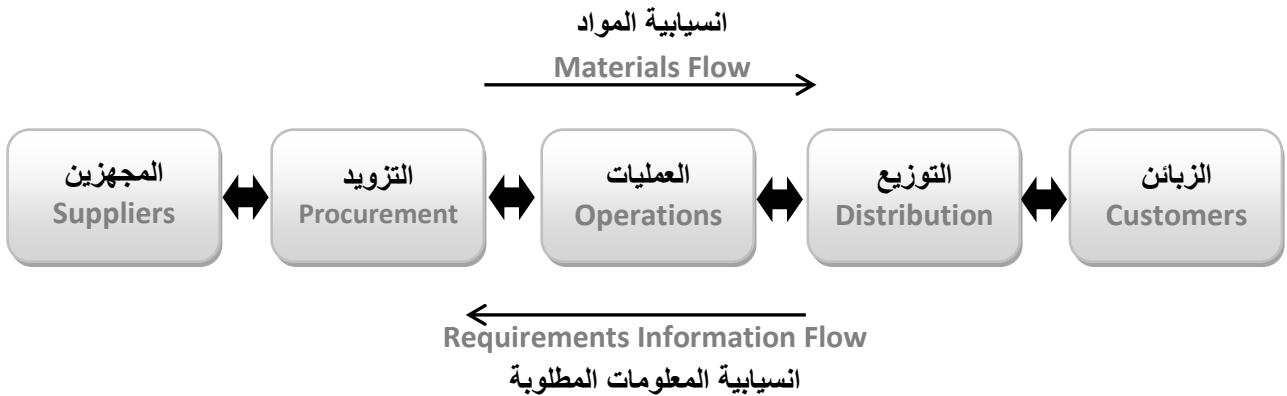 انسيابية المواد
Materials Flow
المجهزين
Suppliers
التزويد
Procurement
العمليات
Operations
التوزيع
Distribution
الزبائن
Customers
Requirements Information Flow
انسيابية المعلومات المطلوبة